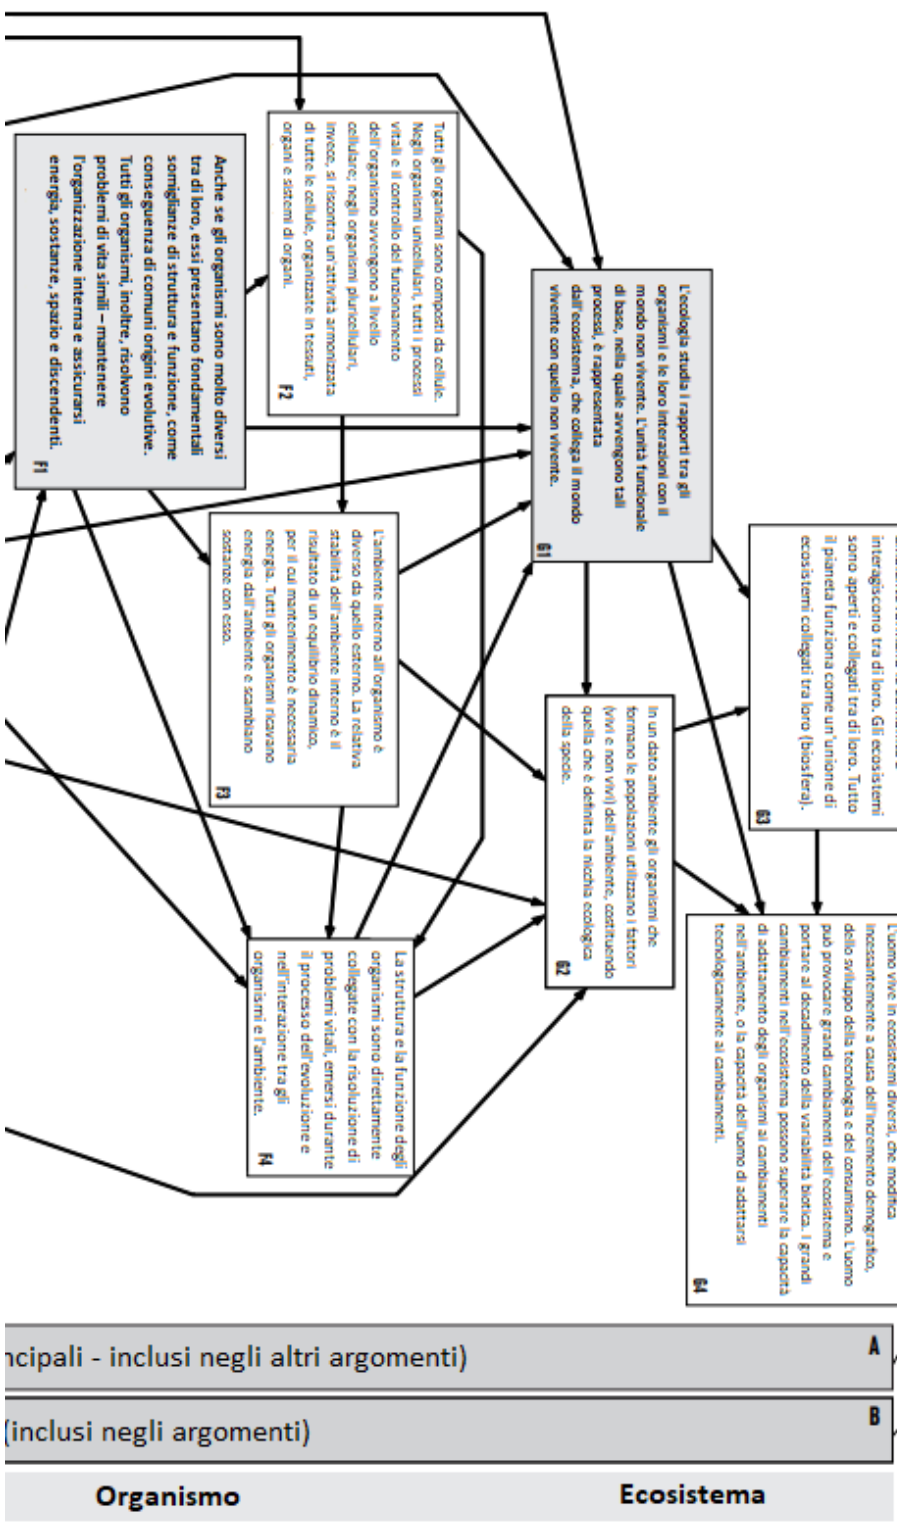 Tutti gli organismi sono composti da cellule.
Negli organismi unicellulari, tutti i processi
vitali e il controllo del funzionamento
dell'organismo avvengono a livello
cellulare; negli organismi pluricellulari,
invece, si riscontra un'attività armonizzata
di tutte le cellule, organizzate in tessuti,
organi e sistemi di organi.
F2
Anche se gli organismi sono molto diversi
tra di loro, essi presentano fondamentali
somiglianze di struttura e funzione, come
conseguenza di comuni origini evolutive.
Tutti gli organismi, inoltre, risolvono
problemi di vita simili – mantenere
l'organizzazione interna e assicurarsi
energia, sostanze, spazio e discendenti.
F1
L'ecologia studia i rapporti tra gli
organismi e le loro interazioni con il
mondo non vivente. L'unità funzionale
di base, nella quale avvengono tali
processi, è rappresentata
dall'ecosistema, che collega il mondo
vivente con quello non vivente.
G1
L'ambiente interno all'organismo è
diverso da quello esterno. La relativa
stabilità dell'ambiente interno è il
risultato di un equilibrio dinamico,
per il cui mantenimento è necessaria
energia. Tutti gli organismi ricavano
energia dall'ambiente e scambiano
sostanze con esso.
F3
interagiscono tra di loro. Gli ecosistemi
sono aperti e collegati tra di loro. Tutto
il pianeta funziona come un'unione di
ecosistemi collegati tra loro (biosfera).
G3
In un dato ambiente gli organismi che
formano le popolazioni utilizzano i fattori
(vivi e non vivi) dell'ambiente, costituendo
quella che è definita la nicchia ecologica
della specie.
G2
La struttura e la funzione degli
organismi sono direttamente
collegate con la risoluzione di
problemi vitali, emersi durante
il processo dell'evoluzione e
nell'interazione tra gli
organismi e l'ambiente.
F4
L'uomo vive in ecosistemi diversi, che modifica
incessantemente a causa dell'incremento demografico,
dello sviluppo della tecnologia e del consumismo. L'uomo
può provocare grandi cambiamenti dell'ecosistema e
portare al decadimento della variabilità biotica. I grandi
cambiamenti nell'ecosistema possono superare la capacità
di adattamento degli organismi ai cambiamenti
nell'ambiente, o la capacità dell'uomo di adattarsi
tecnologicamente ai cambiamenti.
G4
ncipali - inclusi negli altri argomenti)
A
(inclusi negli argomenti)
B
Organismo
Ecosistema